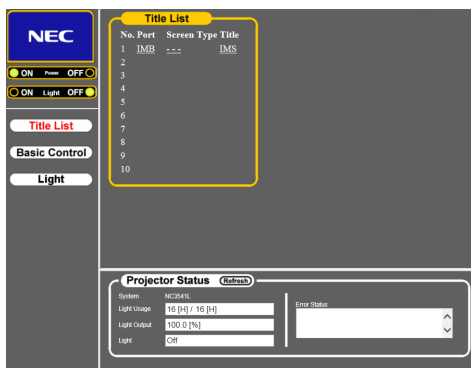 NEC
ON Power OFF
ON Light OFF
Title List
Basic Control
Light
Title List
No. Port Screen Type Title
1 IMB --- IMS
2
3
4
5
6
7
8
9
10
Projector Status Refresh
System NC3541L
Light Usage 16 [H] / 16 [H]
Light Output 100.0 [%]
Light Off
Error Status